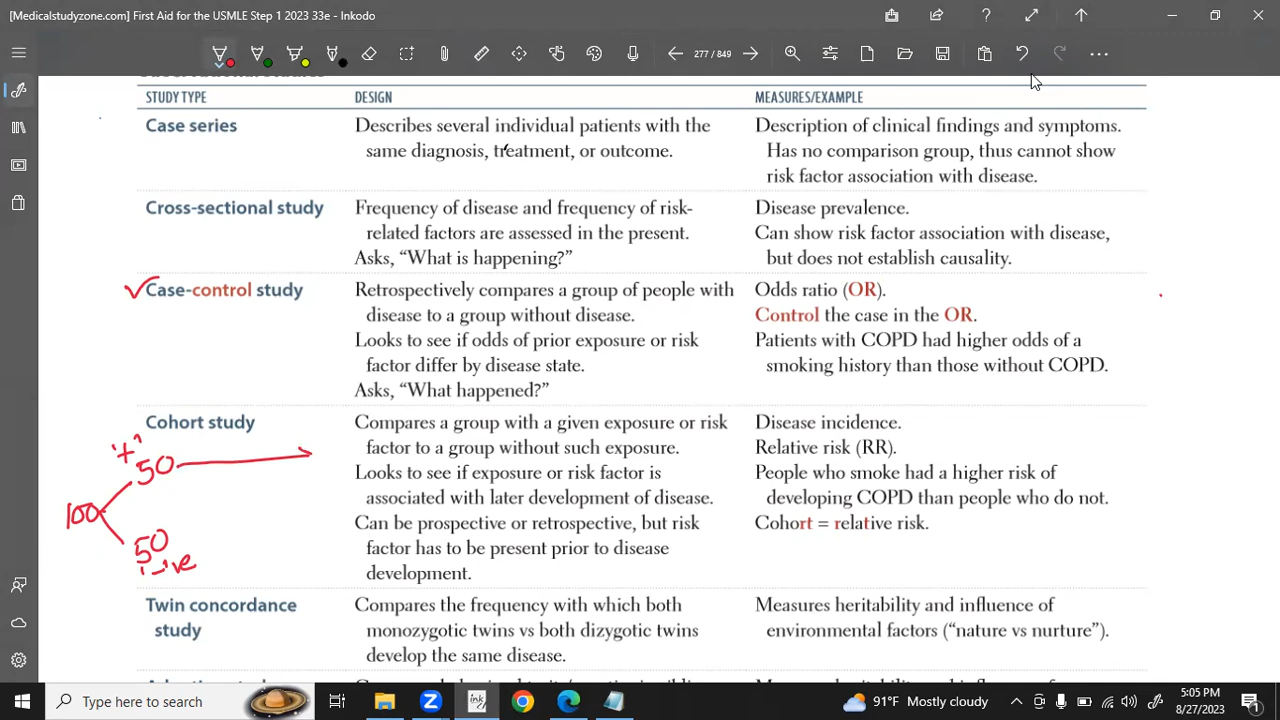 [Medicalstudyzone.com] First Aid for the USMLE Step 1 2023 33e - Inkodo
277 / 849
STUDY TYPE DESIGN MEASURES/EXAMPLE
Case series Describes several individual patients with the Description of clinical findings and symptoms.
same diagnosis, treatment, or outcome. Has no comparison group, thus cannot show
risk factor association with disease.
Cross-sectional study Frequency of disease and frequency of risk- Disease prevalence.
related factors are assessed in the present. Can show risk factor association with disease,
Asks, “What is happening?” but does not establish causality.
Case-control study Retrospectively compares a group of people with Odds ratio (OR).
disease to a group without disease. Control the case in the OR.
Looks to see if odds of prior exposure or risk Patients with COPD had higher odds of a
factor differ by disease state. smoking history than those without COPD.
Asks, “What happened?”
Cohort study Compares a group with a given exposure or risk Disease incidence.
factor to a group without such exposure. Relative risk (RR).
'+'
50
Looks to see if exposure or risk factor is People who smoke had a higher risk of
associated with later development of disease. developing COPD than people who do not.
100
Can be prospective or retrospective, but risk Cohort = relative risk.
50
factor has to be present prior to disease
'-'ve
development.
Twin concordance Compares the frequency with which both Measures heritability and influence of
study monozygotic twins vs both dizygotic twins environmental factors (“nature vs nurture”).
develop the same disease.
Type here to search
ink
91°F Mostly cloudy
5:05 PM
8/27/2023